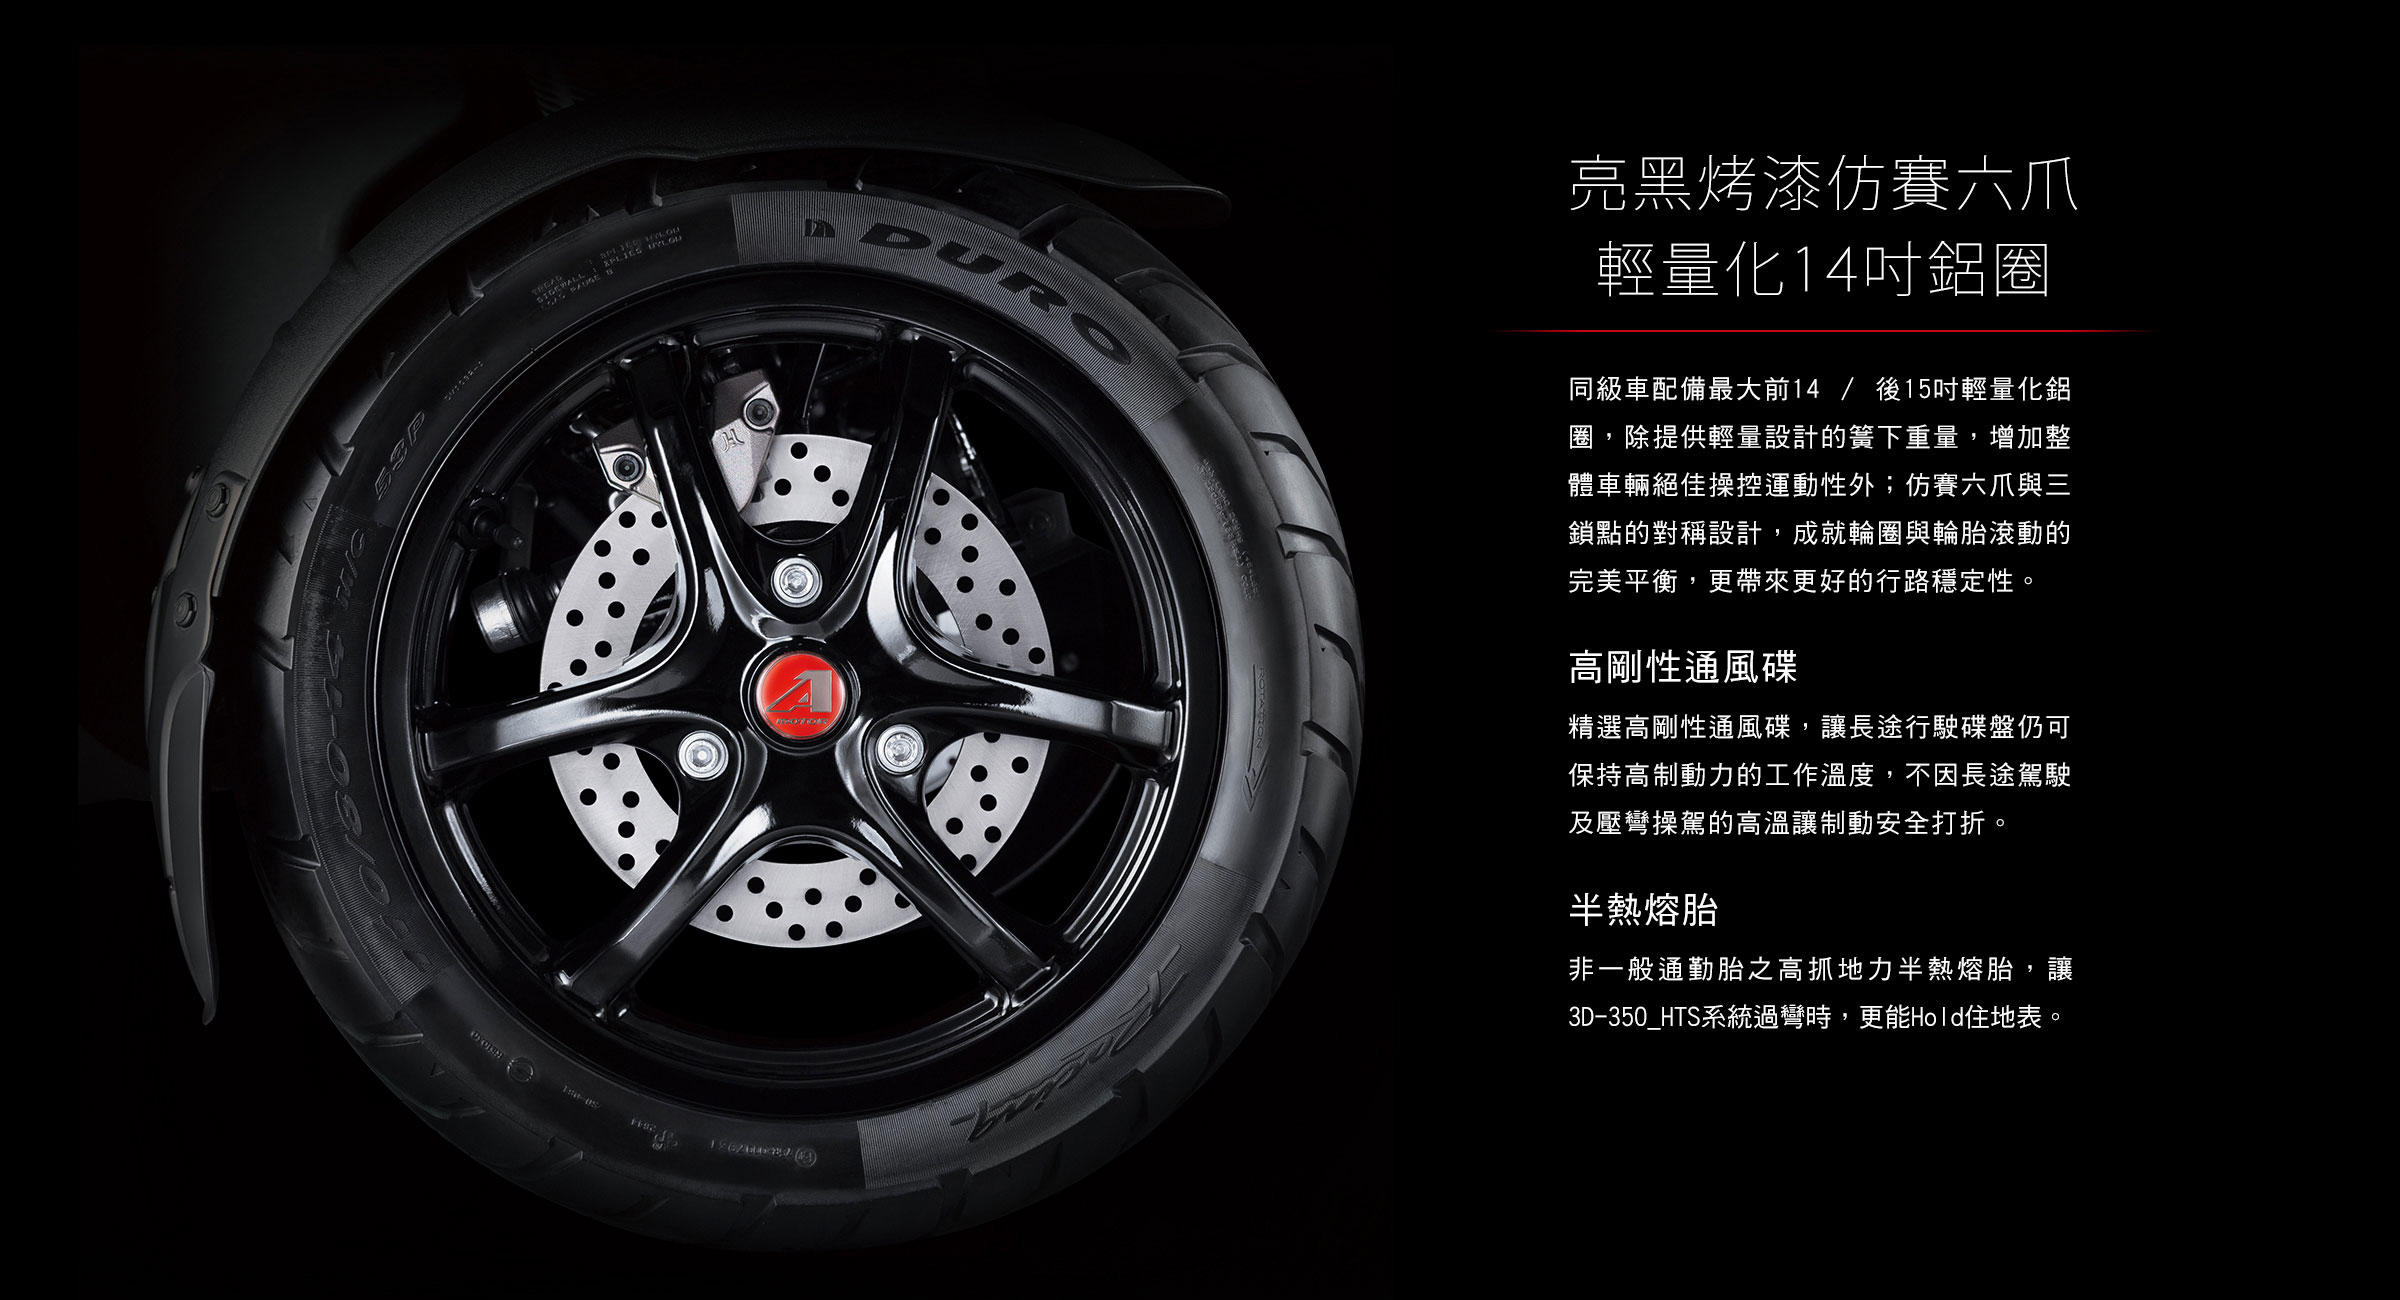 亮黑烤漆仿賽六爪
輕量化14吋鋁圈
同級車配備最大前14 / 後15吋輕量化鋁
圈，除提供輕量設計的簧下重量，增加整
體車輛絕佳操控運動性外；仿賽六爪與三
鎖點的對稱設計，成就輪圈與輪胎滾動的
完美平衡，更帶來更好的行路穩定性。
高剛性通風碟
精選高剛性通風碟，讓長途行駛碟盤仍可
保持高制動力的工作溫度，不因長途駕駛
及壓彎操駕的高溫讓制動安全打折。
半熱熔胎
非一般通勤胎之高抓地力半熱熔胎，讓
3D-350_HTS系統過彎時，更能Hold住地表。
DURO
59P
Racing
ROTATION
A
MOTOR